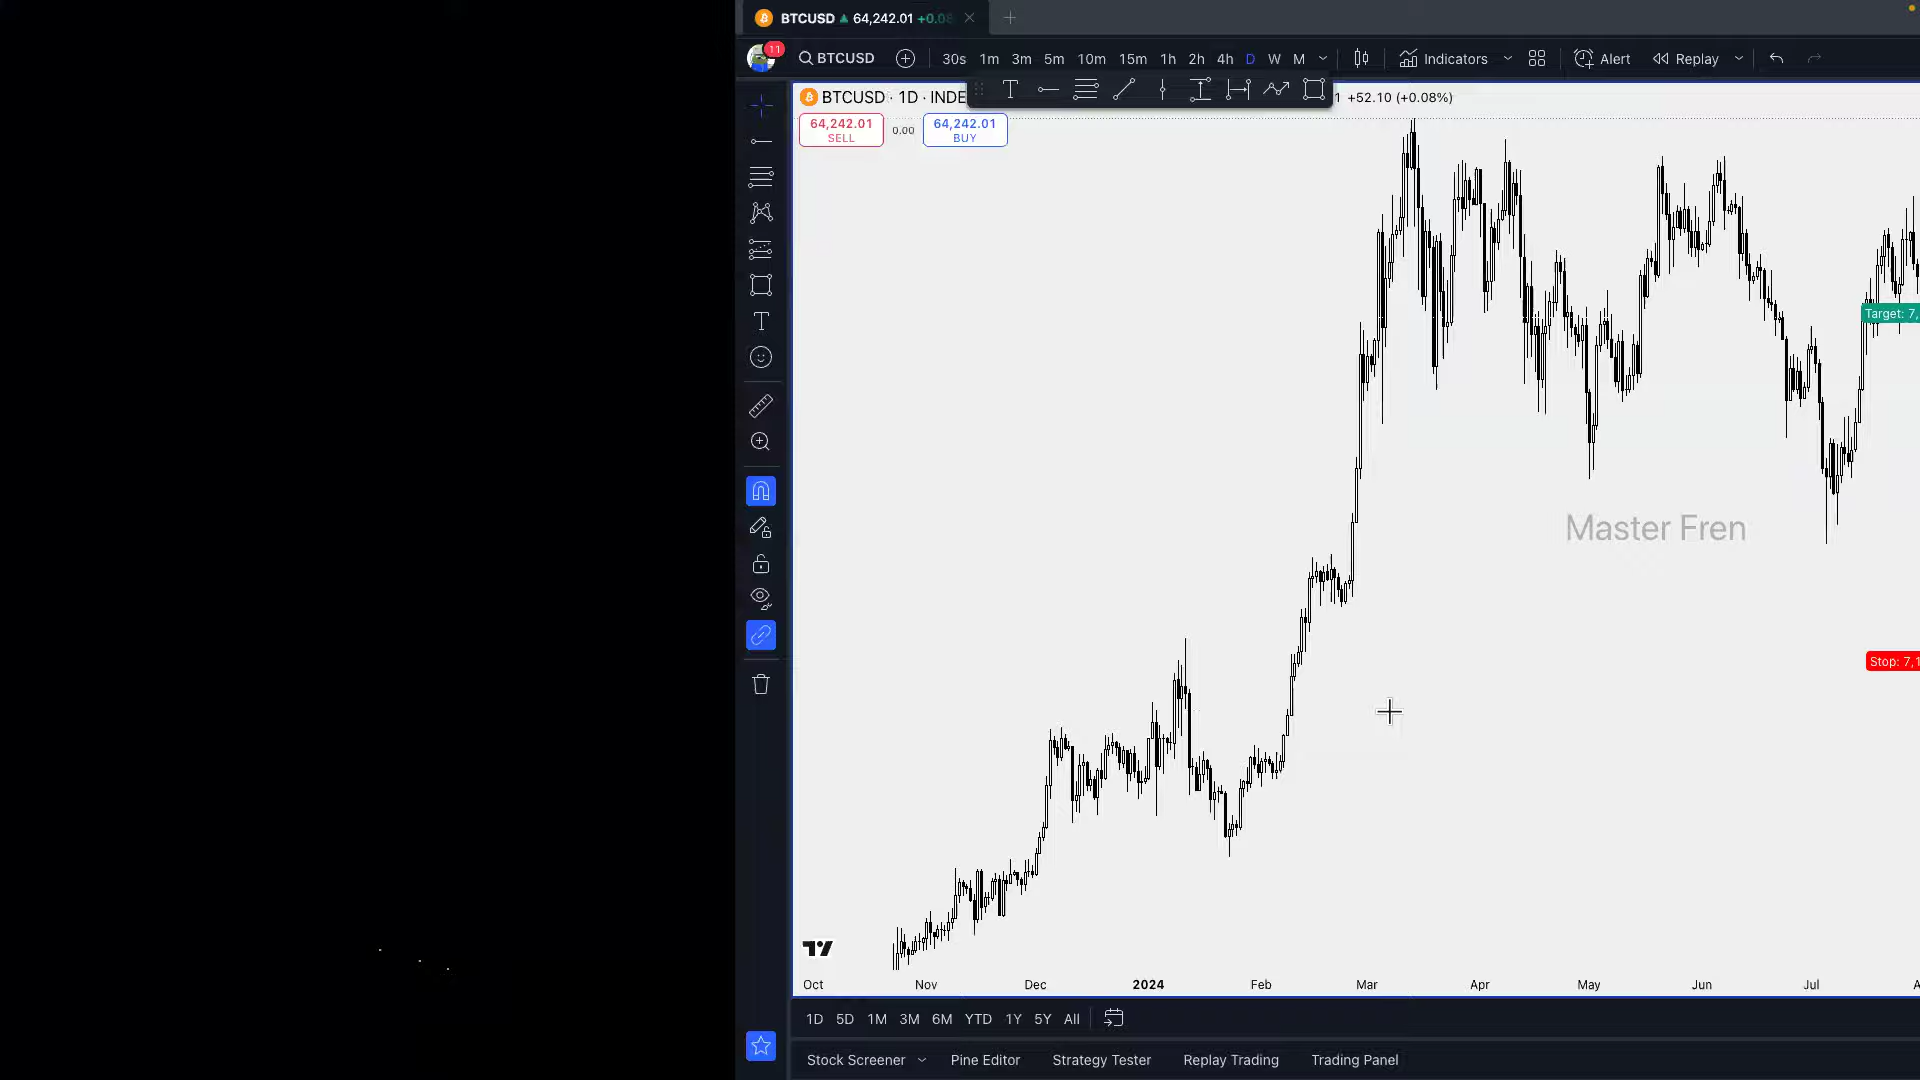 BTCUSD ▲ 64,242.01 +0.08
11 BTCUSD 30s 1m 3m 5m 10m 15m 1h 2h 4h D W M Indicators Alert Replay
BTCUSD · 1D · INDE 1 +52.10 (+0.08%)
64,242.01 SELL
0.00
64,242.01 BUY
Target: 7,
Master Fren
Stop: 7,1
Oct Nov Dec 2024 Feb Mar Apr May Jun Jul A
1D 5D 1M 3M 6M YTD 1Y 5Y All
Stock Screener Pine Editor Strategy Tester Replay Trading Trading Panel